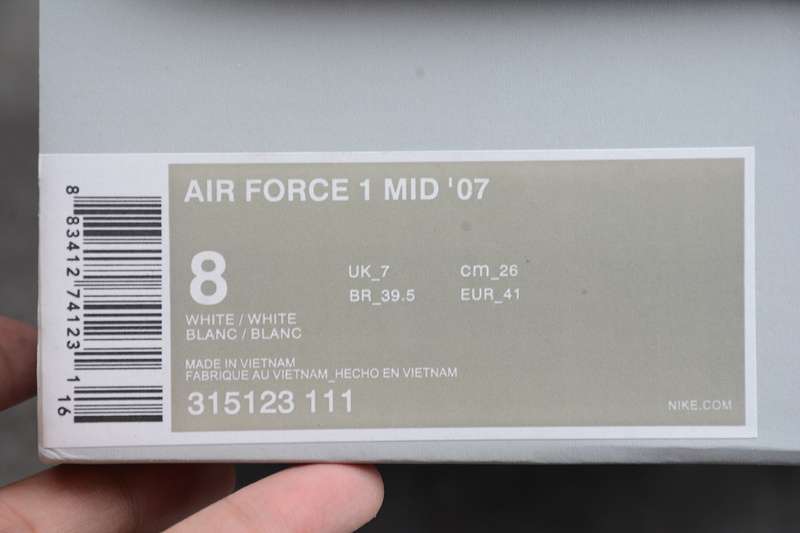 AIR FORCE 1 MID '07
8
UK_7 cm_26
BR_39.5 EUR_41
WHITE / WHITE
BLANC / BLANC
MADE IN VIETNAM
FABRIQUE AU VIETNAM_HECHO EN VIETNAM
315123 111
NIKE.COM
8 83412 74123 1 16